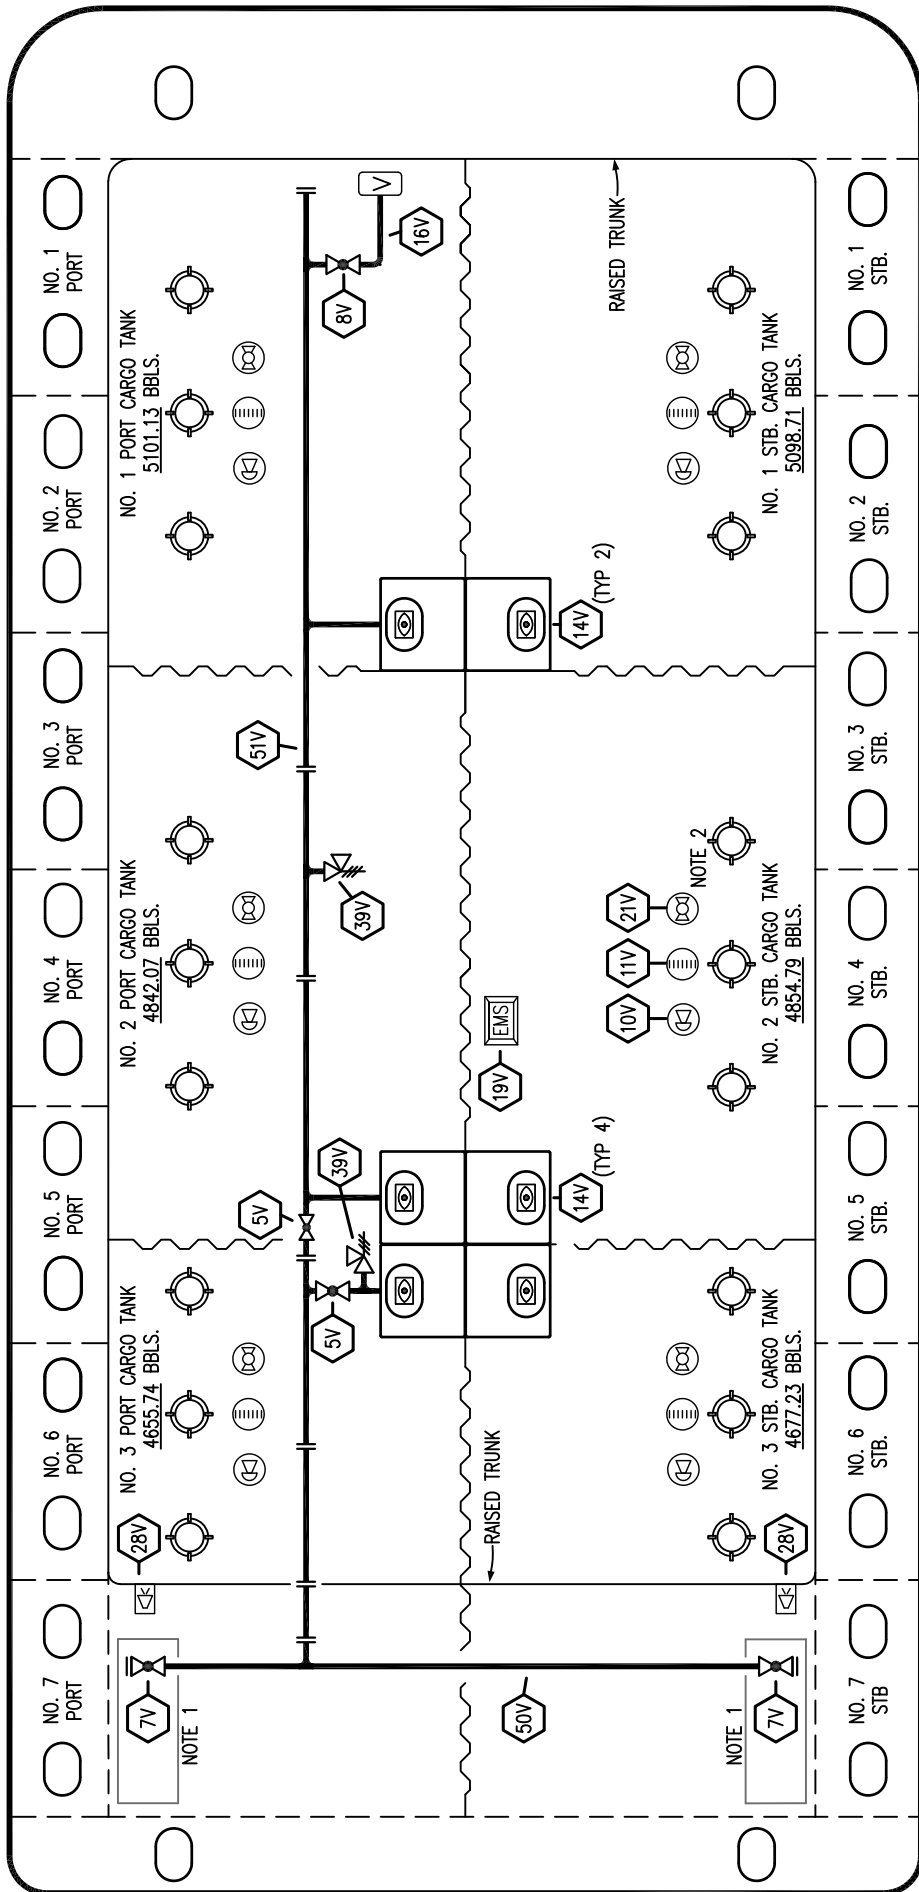 NO. 1
PORT
NO. 2
PORT
NO. 3
PORT
NO. 4
PORT
NO. 5
PORT
NO. 6
PORT
NO. 7
PORT
NO. 1 PORT CARGO TANK
5101.13 BBLS.
NO. 2 PORT CARGO TANK
4842.07 BBLS.
NO. 3 PORT CARGO TANK
4655.74 BBLS.
28V
7V
NOTE 1
V
16V
8V
51V
39V
5V
39V
5V
50V
EMS
19V
14V
(TYP 2)
14V
(TYP 4)
RAISED TRUNK
RAISED TRUNK
21V
11V
10V
NOTE 2
NO. 1 STB. CARGO TANK
5098.71 BBLS.
NO. 2 STB. CARGO TANK
4854.79 BBLS.
NO. 3 STB. CARGO TANK
4677.23 BBLS.
28V
7V
NOTE 1
NO. 1
STB.
NO. 2
STB.
NO. 3
STB.
NO. 4
STB.
NO. 5
STB.
NO. 6
STB.
NO. 7
STB